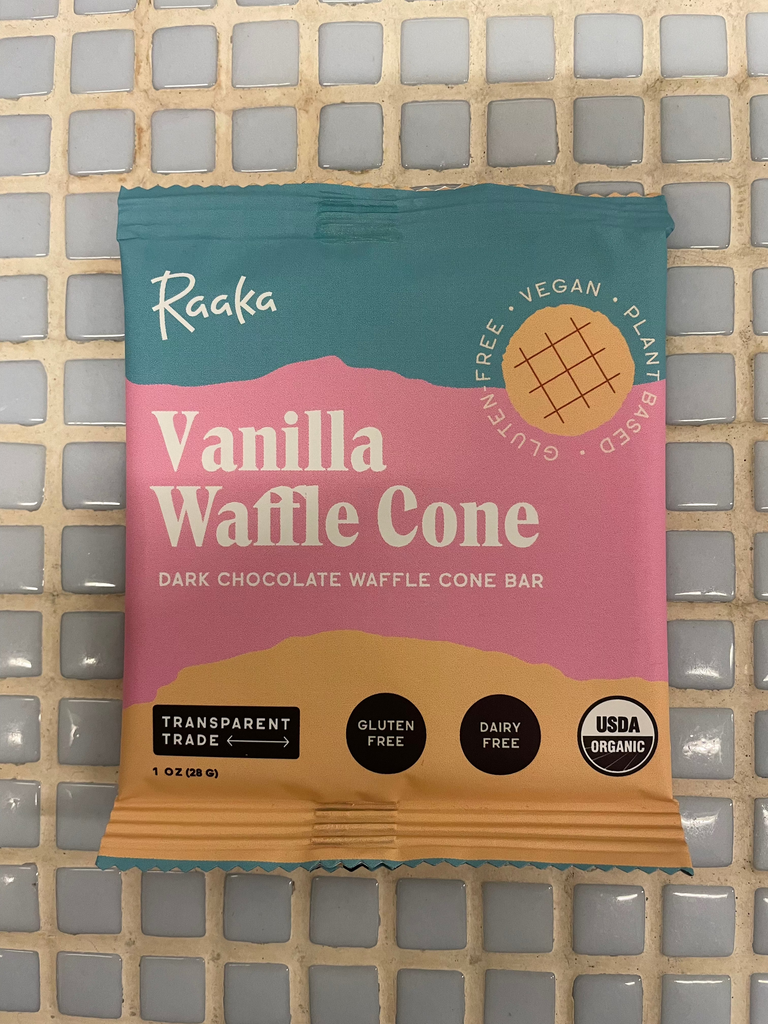 Raaka
GLUTEN-FREE • VEGAN • PLANT BASED •
Vanilla
Waffle Cone
DARK CHOCOLATE WAFFLE CONE BAR
TRANSPARENT
TRADE
GLUTEN
FREE
DAIRY
FREE
USDA
ORGANIC
1 OZ (28 G)